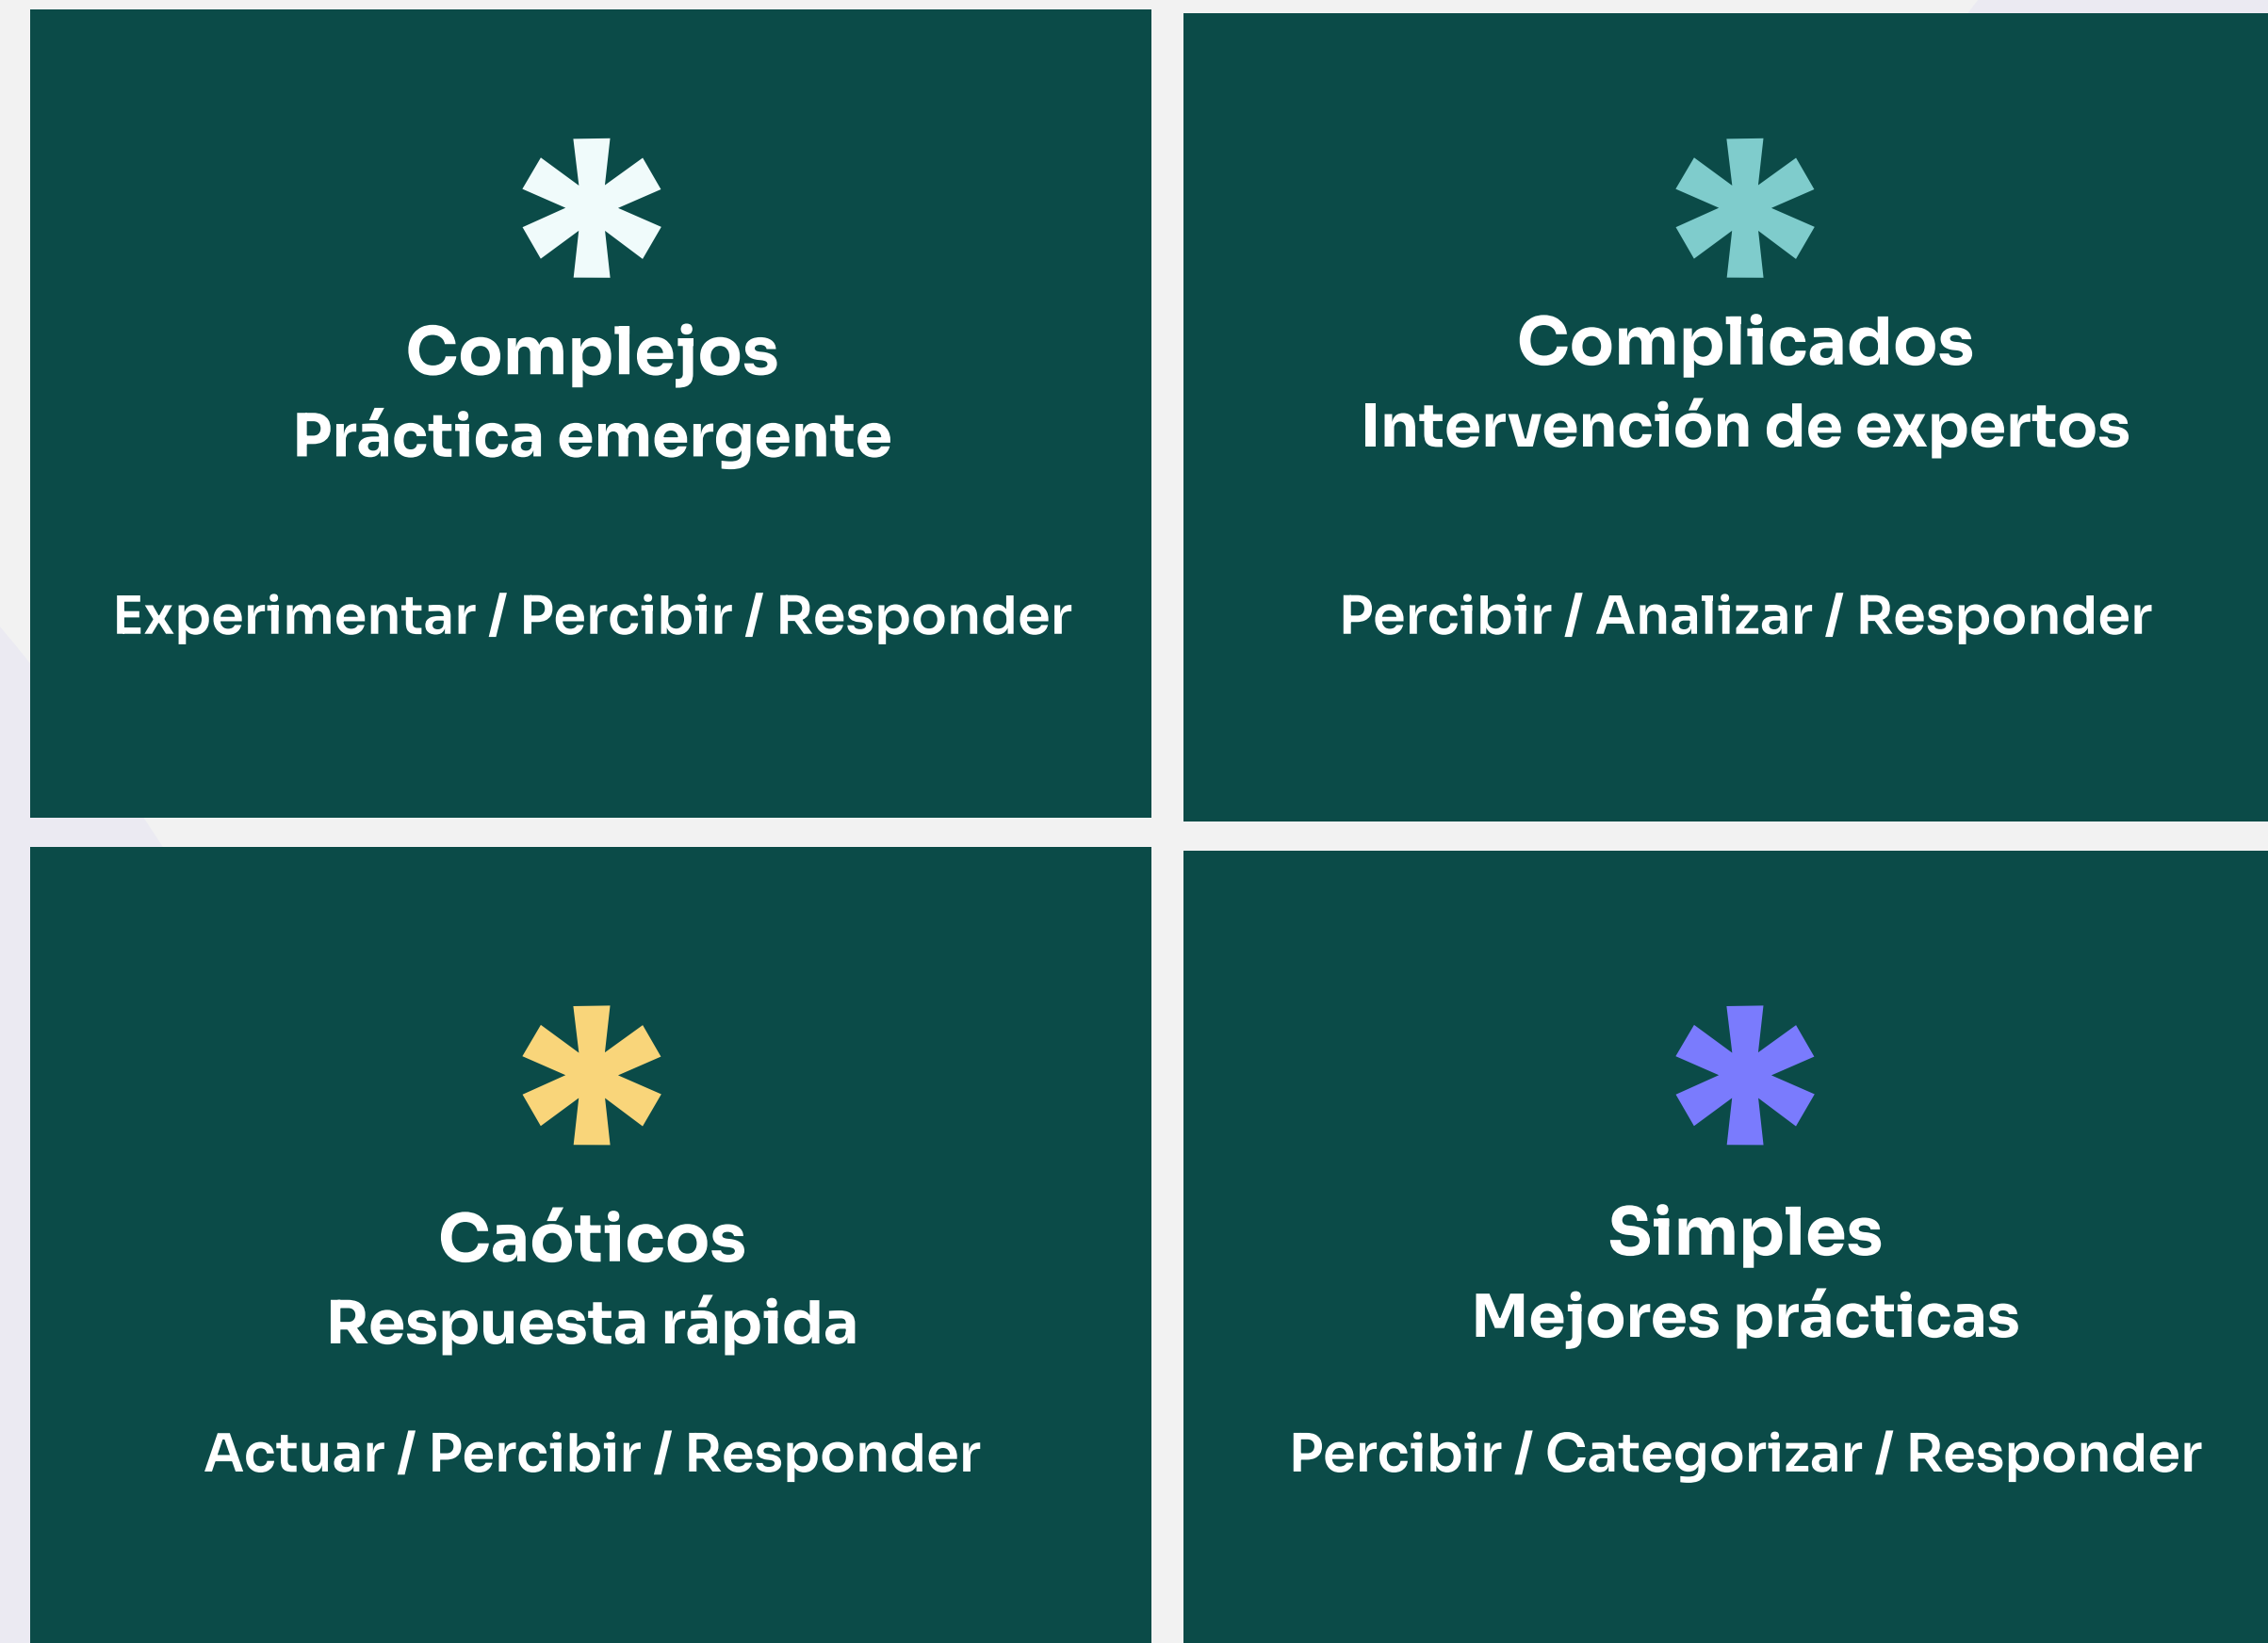 Complejos
Práctica emergente
Experimentar / Percibir / Responder
Complicados
Intervención de expertos
Percibir / Analizar / Responder
Caóticos
Respuesta rápida
Actuar / Percibir / Responder
Simples
Mejores prácticas
Percibir / Categorizar / Responder